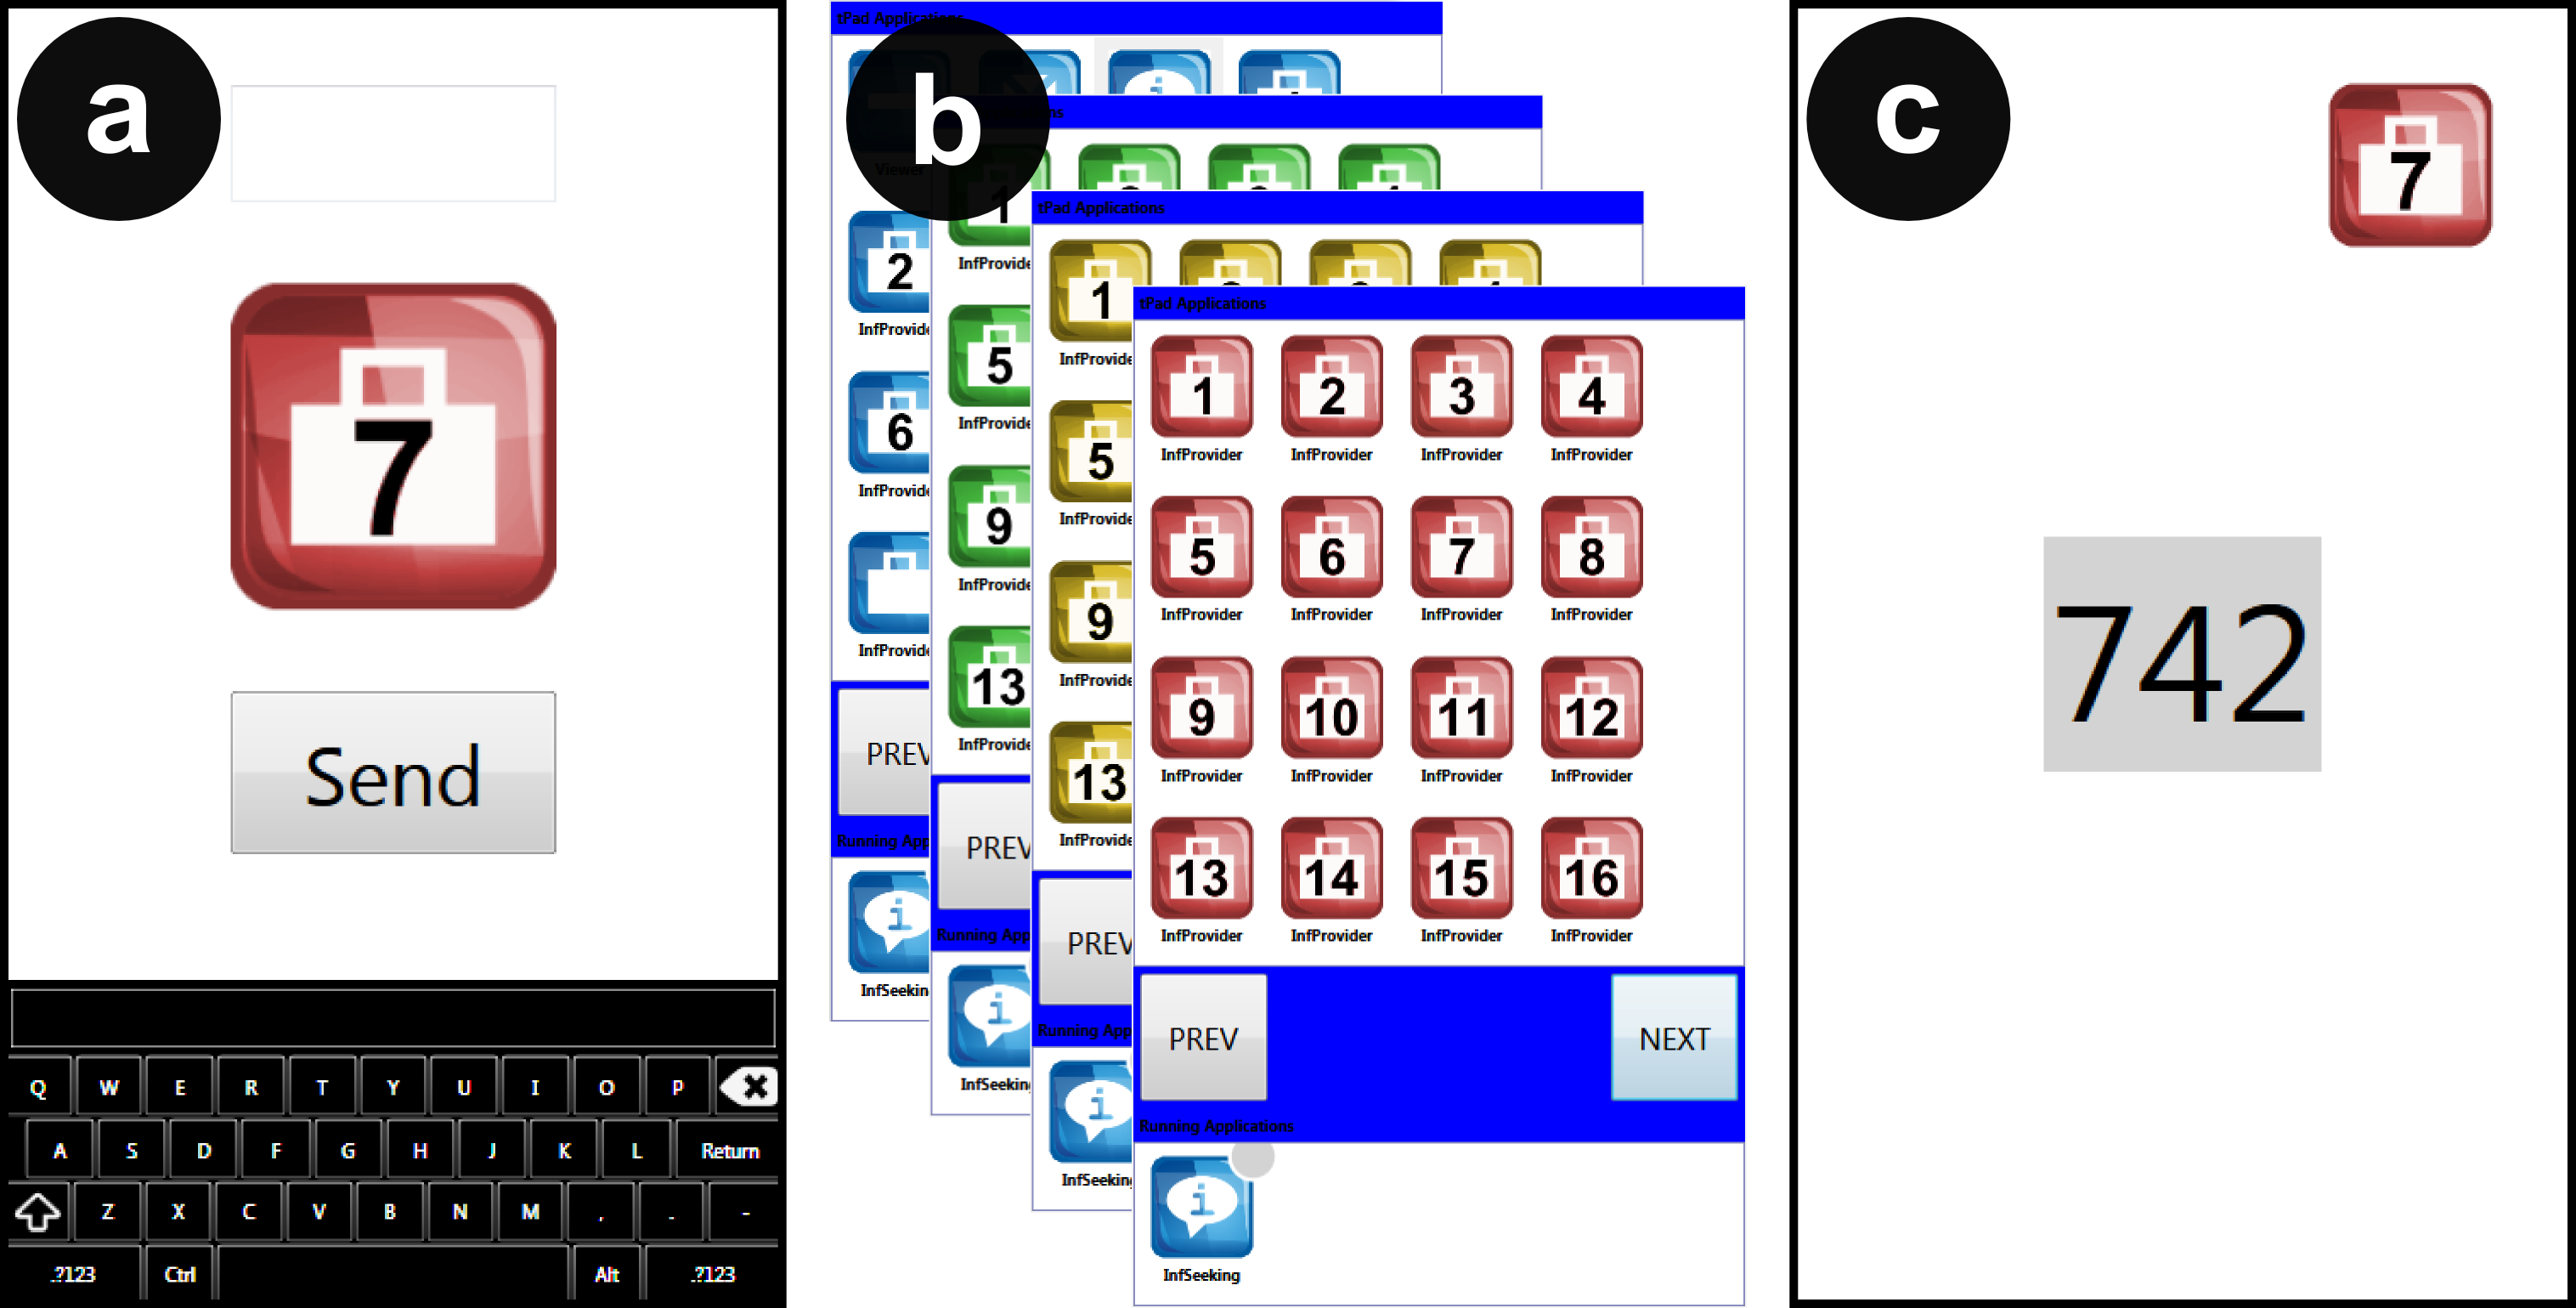 a
7
Send
Q W E R T Y U I O P
A S D F G H J K L Return
Z X C V B N M , . -
.?123 Ctrl Alt .?123
b
tPad Applications
Viewer
2
InfProvide
6
InfProvide
InfProvide
PREV
Running App
InfSeekin
ns
1
InfProvide
5
InfProvide
9
InfProvide
13
InfProvide
PREV
Running App
InfSeeking
tPad Applications
1
InfProvide
5
InfProvide
9
InfProvide
13
InfProvide
PREV
Running App
InfSeeking
tPad Applications
1 2 3 4
InfProvider InfProvider InfProvider InfProvider
5 6 7 8
InfProvider InfProvider InfProvider InfProvider
9 10 11 12
InfProvider InfProvider InfProvider InfProvider
13 14 15 16
InfProvider InfProvider InfProvider InfProvider
PREV NEXT
Running Applications
InfSeeking
c
7
742